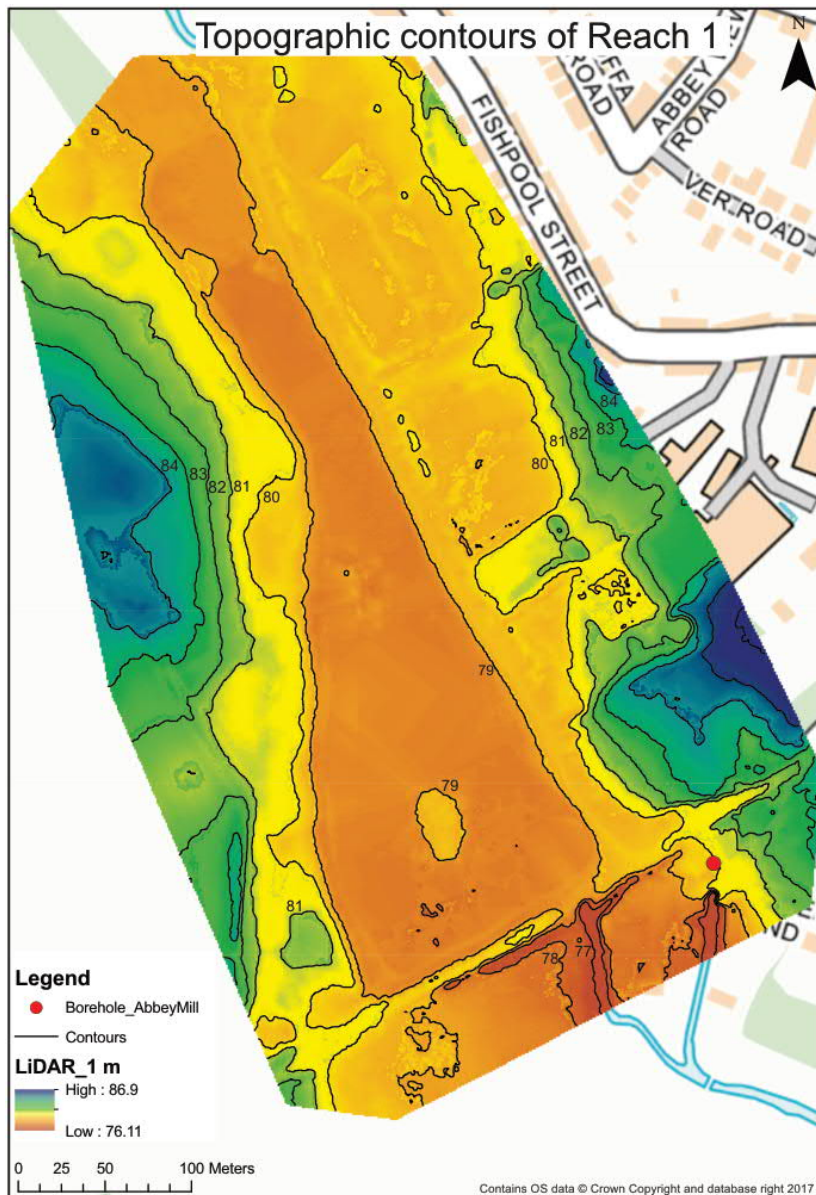 Topographic contours of Reach 1
N
ROAD
ABBEY
ROAD
FISHPOOL STREET
VER ROAD
84
83
82
81
80
84
83
82
81
80
79
79
81
78
77
ND
Legend
Borehole_AbbeyMill
Contours
LiDAR_1 m
High : 86.9
Low : 76.11
0 25 50 100 Meters
Contains OS data © Crown Copyright and database right 2017